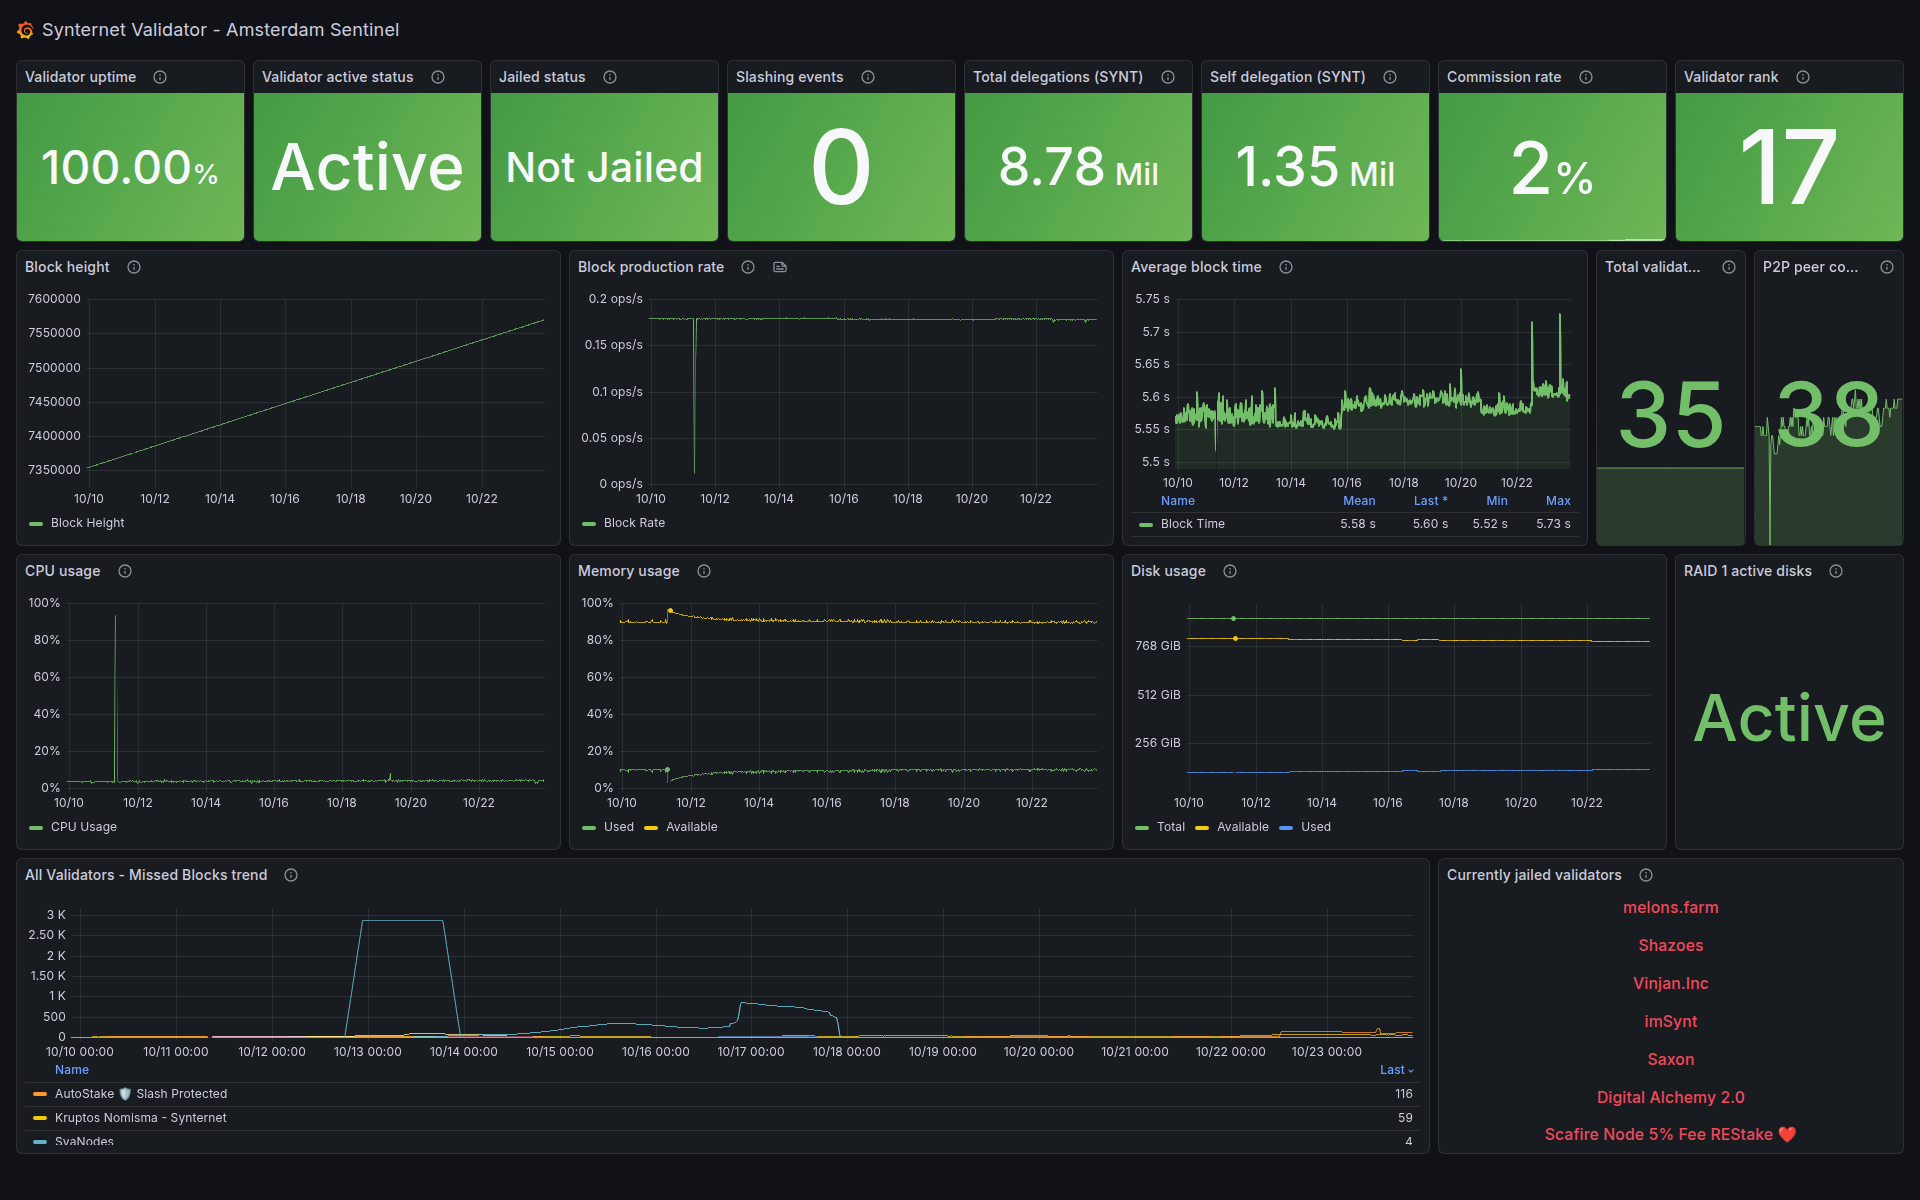 Synternet Validator - Amsterdam Sentinel
Validator uptime
Validator active status
Jailed status
Slashing events
Total delegations (SYNT)
Self delegation (SYNT)
Commission rate
Validator rank
100.00%
Active
Not Jailed
0
8.78 Mil
1.35 Mil
2%
17
Block height
7600000
7550000
7500000
7450000
7400000
7350000
10/10 10/12 10/14 10/16 10/18 10/20 10/22
Block Height
Block production rate
0.2 ops/s
0.15 ops/s
0.1 ops/s
0.05 ops/s
0 ops/s
10/10 10/12 10/14 10/16 10/18 10/20 10/22
Block Rate
Average block time
5.75 s
5.7 s
5.65 s
5.6 s
5.55 s
5.5 s
10/10 10/12 10/14 10/16 10/18 10/20 10/22
Name Mean Last * Min Max
Block Time 5.58 s 5.60 s 5.52 s 5.73 s
Total validat...
35
P2P peer co...
38
CPU usage
100%
80%
60%
40%
20%
0%
10/10 10/12 10/14 10/16 10/18 10/20 10/22
CPU Usage
Memory usage
100%
80%
60%
40%
20%
0%
10/10 10/12 10/14 10/16 10/18 10/20 10/22
Used Available
Disk usage
768 GiB
512 GiB
256 GiB
10/10 10/12 10/14 10/16 10/18 10/20 10/22
Total Available Used
RAID 1 active disks
Active
All Validators - Missed Blocks trend
3 K
2.50 K
2 K
1.50 K
1 K
500
0
10/10 00:00 10/11 00:00 10/12 00:00 10/13 00:00 10/14 00:00 10/15 00:00 10/16 00:00 10/17 00:00 10/18 00:00 10/19 00:00 10/20 00:00 10/21 00:00 10/22 00:00 10/23 00:00
Name Last
AutoStake 🛡️ Slash Protected 116
Kruptos Nomisma - Synternet 59
SvaNodes 4
Currently jailed validators
melons.farm
Shazoes
Vinjan.Inc
imSynt
Saxon
Digital Alchemy 2.0
Scafire Node 5% Fee REStake ❤️